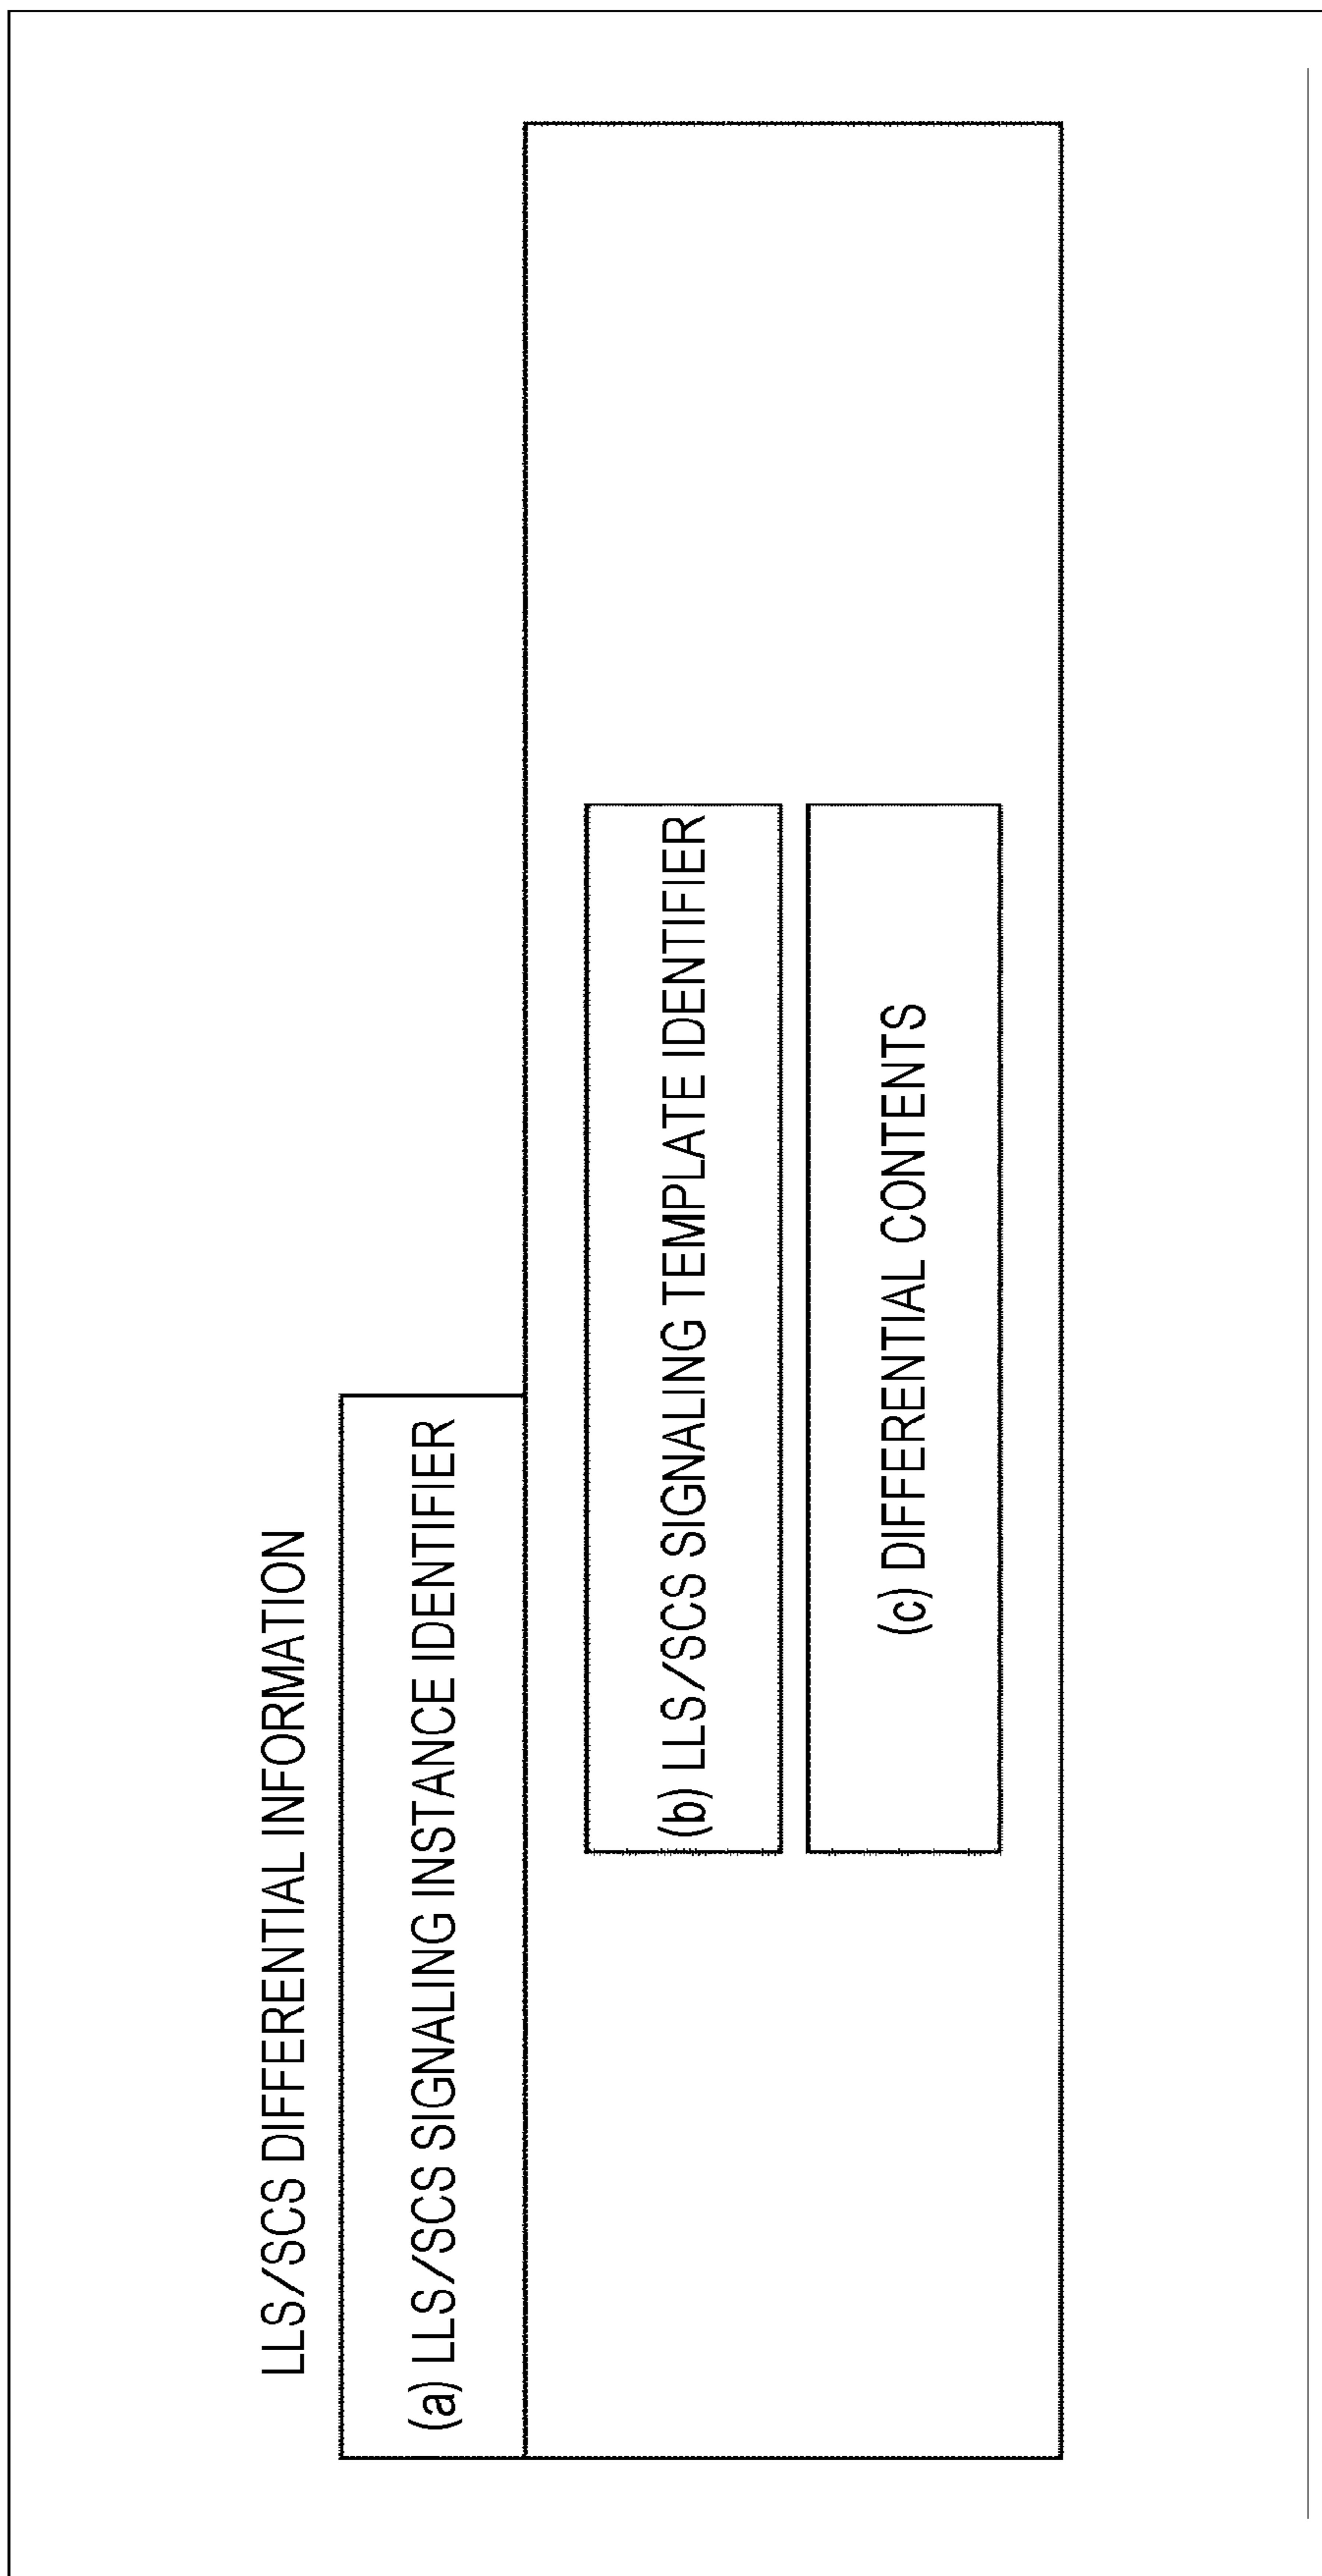 LLS/SCS DIFFERENTIAL INFORMATION
(a) LLS/SCS SIGNALING INSTANCE IDENTIFIER
(b) LLS/SCS SIGNALING TEMPLATE IDENTIFIER
(c) DIFFERENTIAL CONTENTS